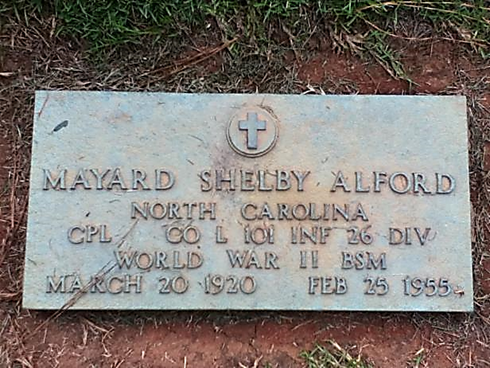 MAYARD SHELBY ALFORD
NORTH CAROLINA
CPL CO L 101 INF 26 DIV
WORLD WAR II BSM
MARCH 20 1920 FEB 25 1955